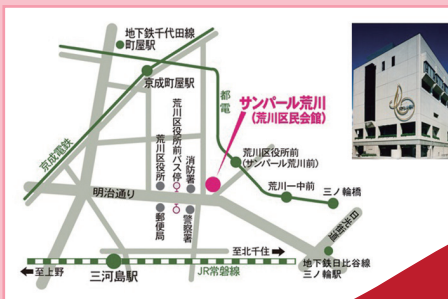 地下鉄千代田線
町屋駅
京成町屋駅
都電
サンパール荒川
(荒川区民会館)
京成電鉄
荒川区役所前バス停
荒川区役所
消防署
荒川区役所前
(サンパール荒川前)
明治通り
荒川一中前
三ノ輪橋
郵便局
警察署
日光街道
至北千住
地下鉄日比谷線
三ノ輪駅
至上野
三河島駅
JR常磐線